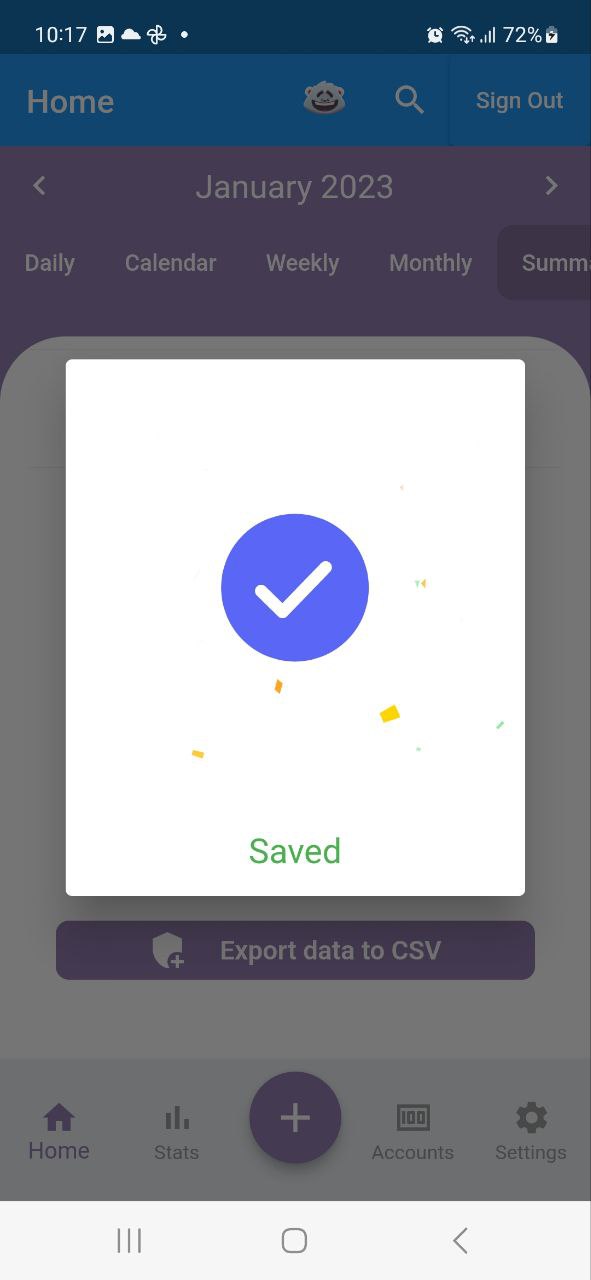 10:17 72%
Home Sign Out
January 2023
Daily Calendar Weekly Monthly Summa
Saved
Export data to CSV
Home Stats Accounts Settings